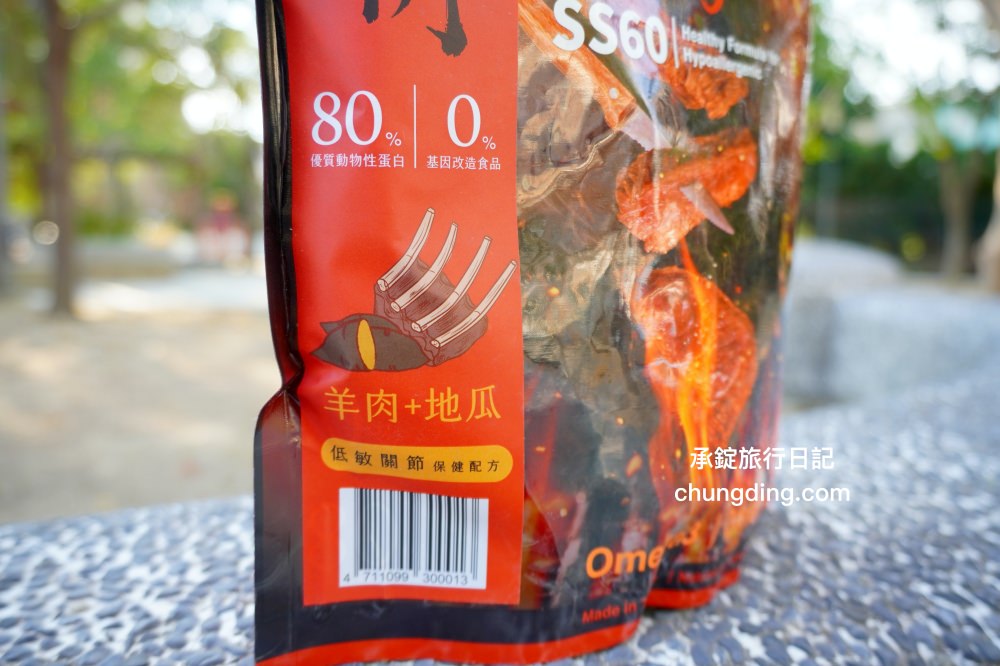 SS60
Healthy Formula for
Hypoallergenic
80% 0%
優質動物性蛋白 基因改造食品
羊肉+地瓜
低敏關節 保健配方
4 711099 300013
承錠旅行日記
chungding.com
Made in